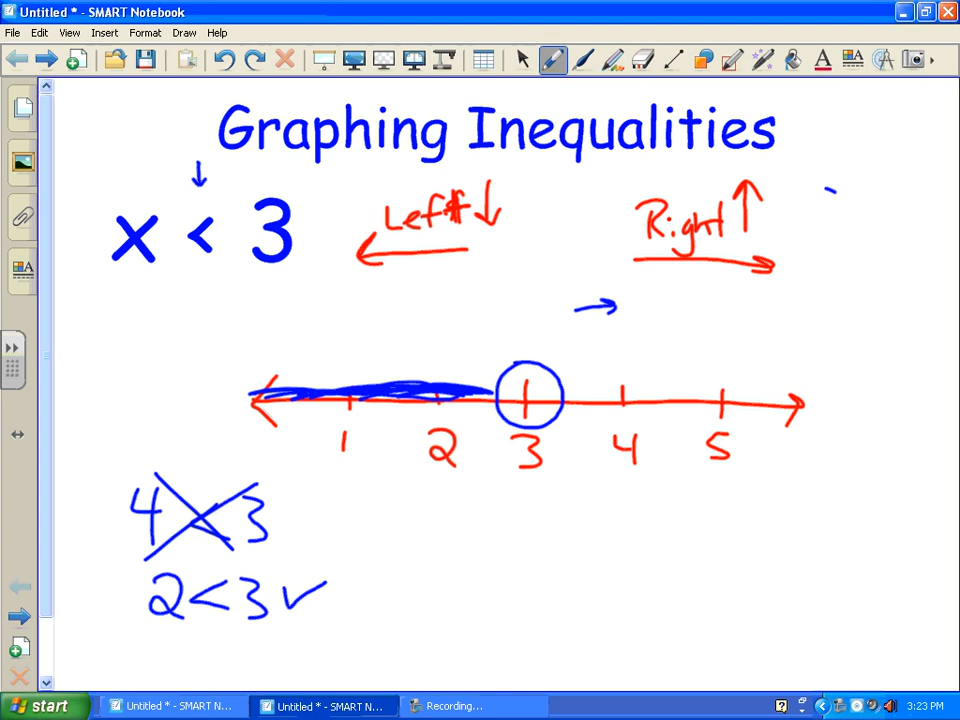 Untitled * - SMART Notebook
File Edit View Insert Format Draw Help
Graphing Inequalities
x < 3
Left ↓
Right ↑
1 2 3 4 5
4 < 3
2 < 3 ✓
start
Untitled * - SMART N...
Untitled * - SMART N...
Recording...
3:23 PM